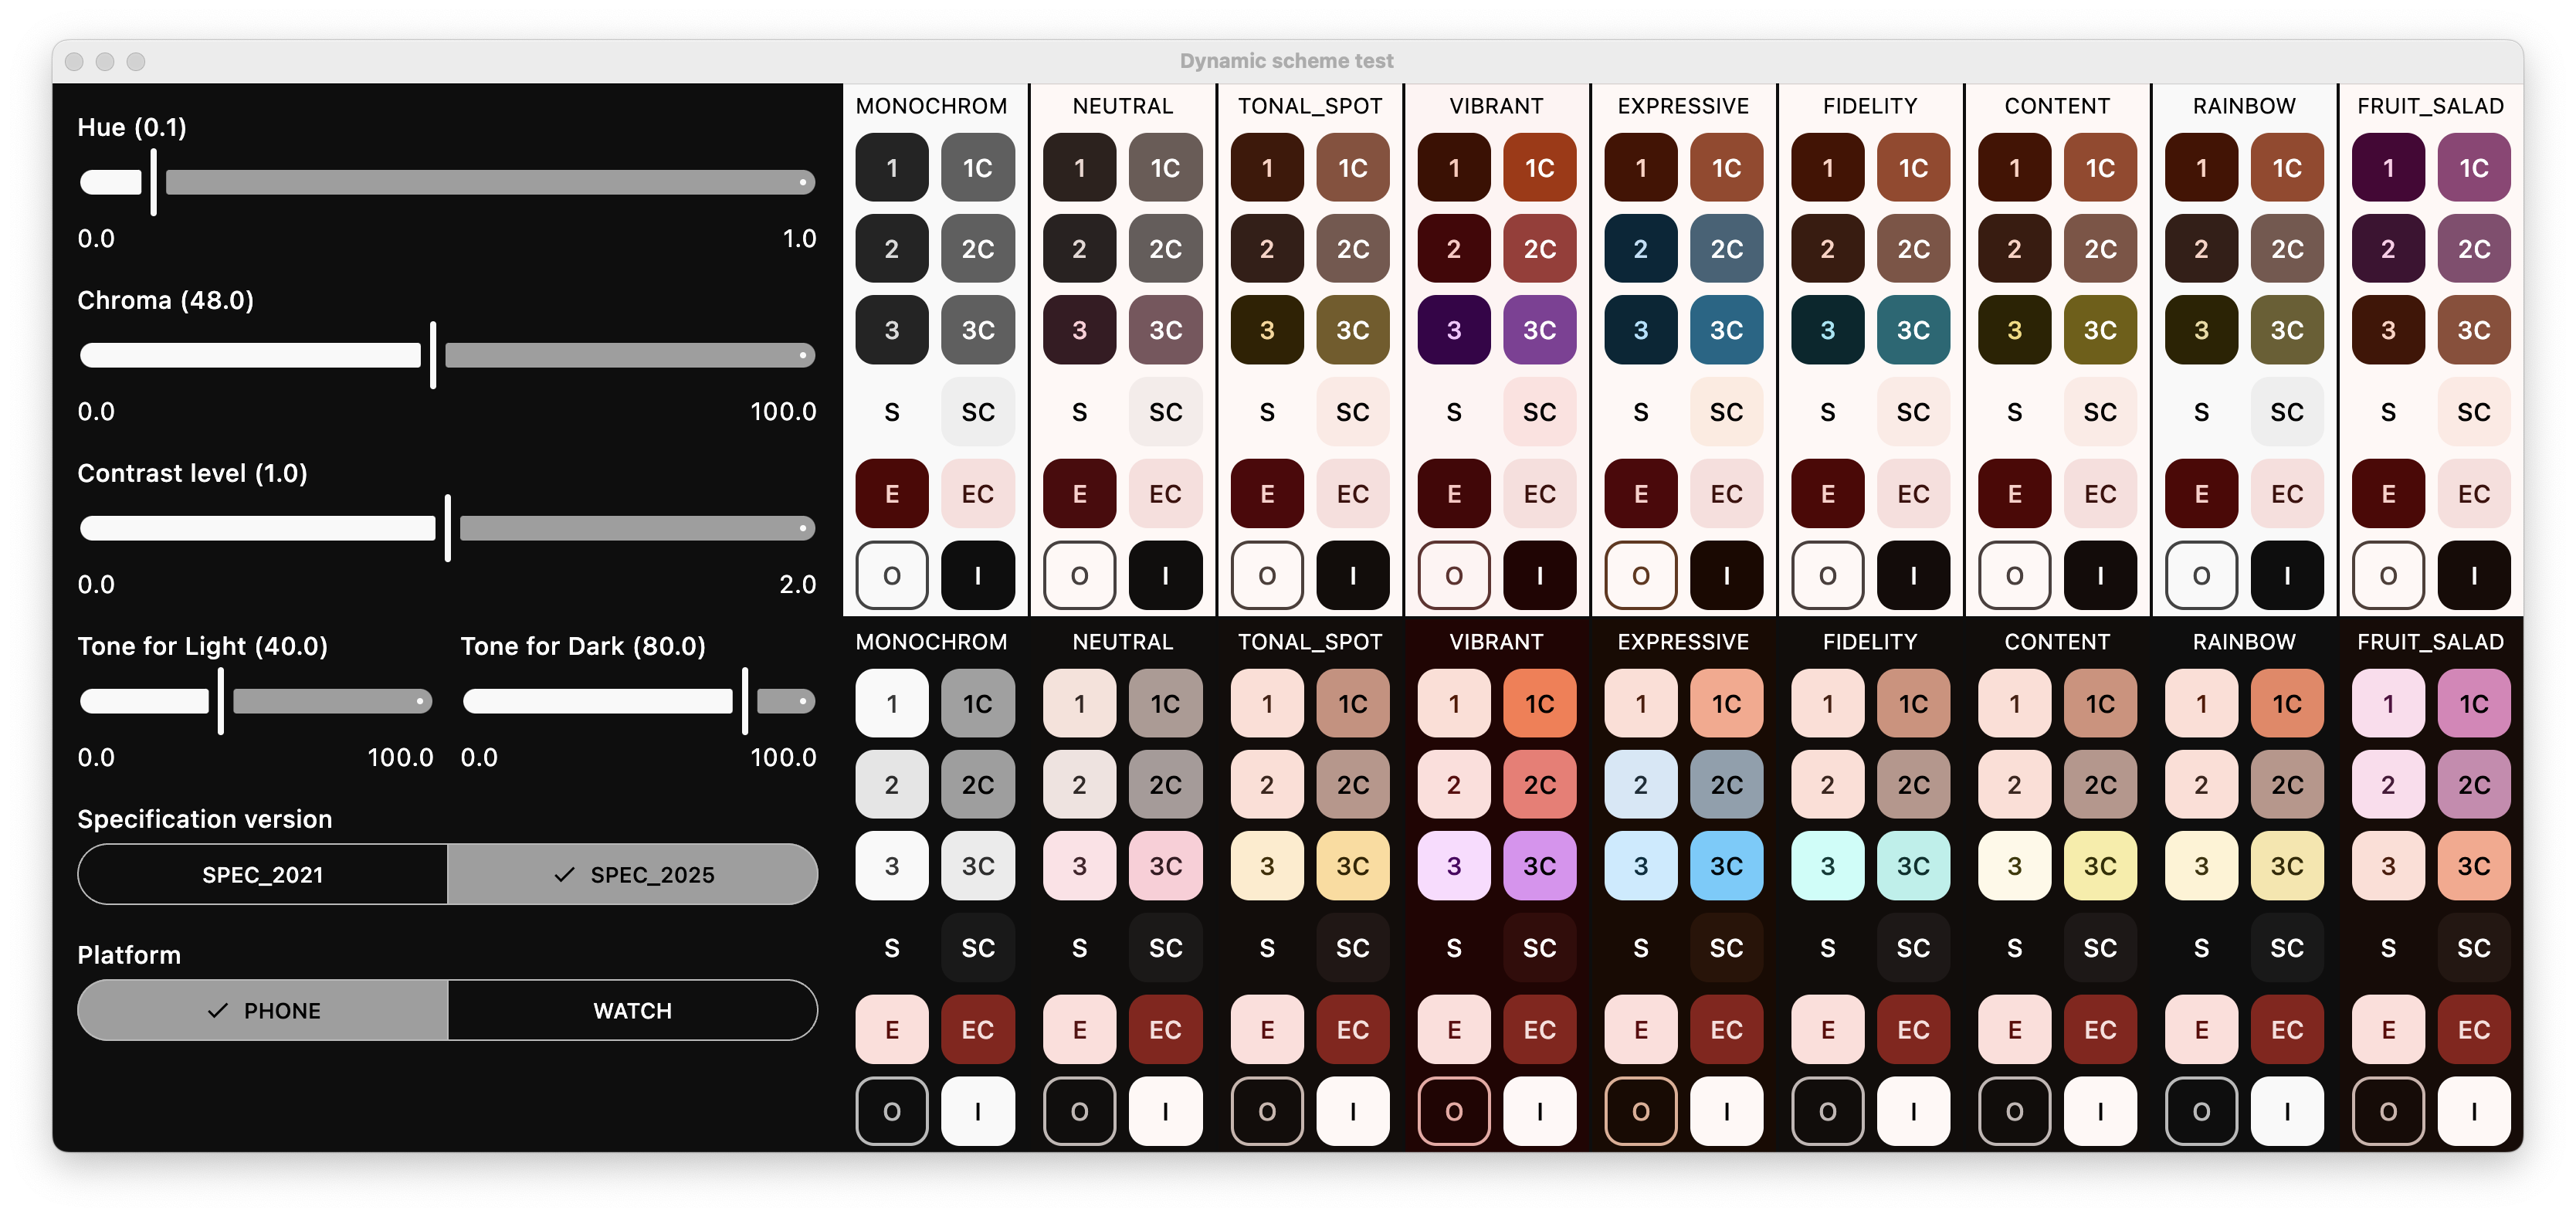 Dynamic scheme test
Hue (0.1)
0.0 1.0
Chroma (48.0)
0.0 100.0
Contrast level (1.0)
0.0 2.0
Tone for Light (40.0) Tone for Dark (80.0)
0.0 100.0 0.0 100.0
Specification version
SPEC_2021 SPEC_2025
Platform
PHONE WATCH
MONOCHROM NEUTRAL TONAL_SPOT VIBRANT EXPRESSIVE FIDELITY CONTENT RAINBOW FRUIT_SALAD
1 1C 1 1C 1 1C 1 1C 1 1C 1 1C 1 1C 1 1C 1 1C
2 2C 2 2C 2 2C 2 2C 2 2C 2 2C 2 2C 2 2C 2 2C
3 3C 3 3C 3 3C 3 3C 3 3C 3 3C 3 3C 3 3C 3 3C
S SC S SC S SC S SC S SC S SC S SC S SC S SC
E EC E EC E EC E EC E EC E EC E EC E EC E EC
O I O I O I O I O I O I O I O I O I
MONOCHROM NEUTRAL TONAL_SPOT VIBRANT EXPRESSIVE FIDELITY CONTENT RAINBOW FRUIT_SALAD
1 1C 1 1C 1 1C 1 1C 1 1C 1 1C 1 1C 1 1C 1 1C
2 2C 2 2C 2 2C 2 2C 2 2C 2 2C 2 2C 2 2C 2 2C
3 3C 3 3C 3 3C 3 3C 3 3C 3 3C 3 3C 3 3C 3 3C
S SC S SC S SC S SC S SC S SC S SC S SC S SC
E EC E EC E EC E EC E EC E EC E EC E EC E EC
O I O I O I O I O I O I O I O I O I